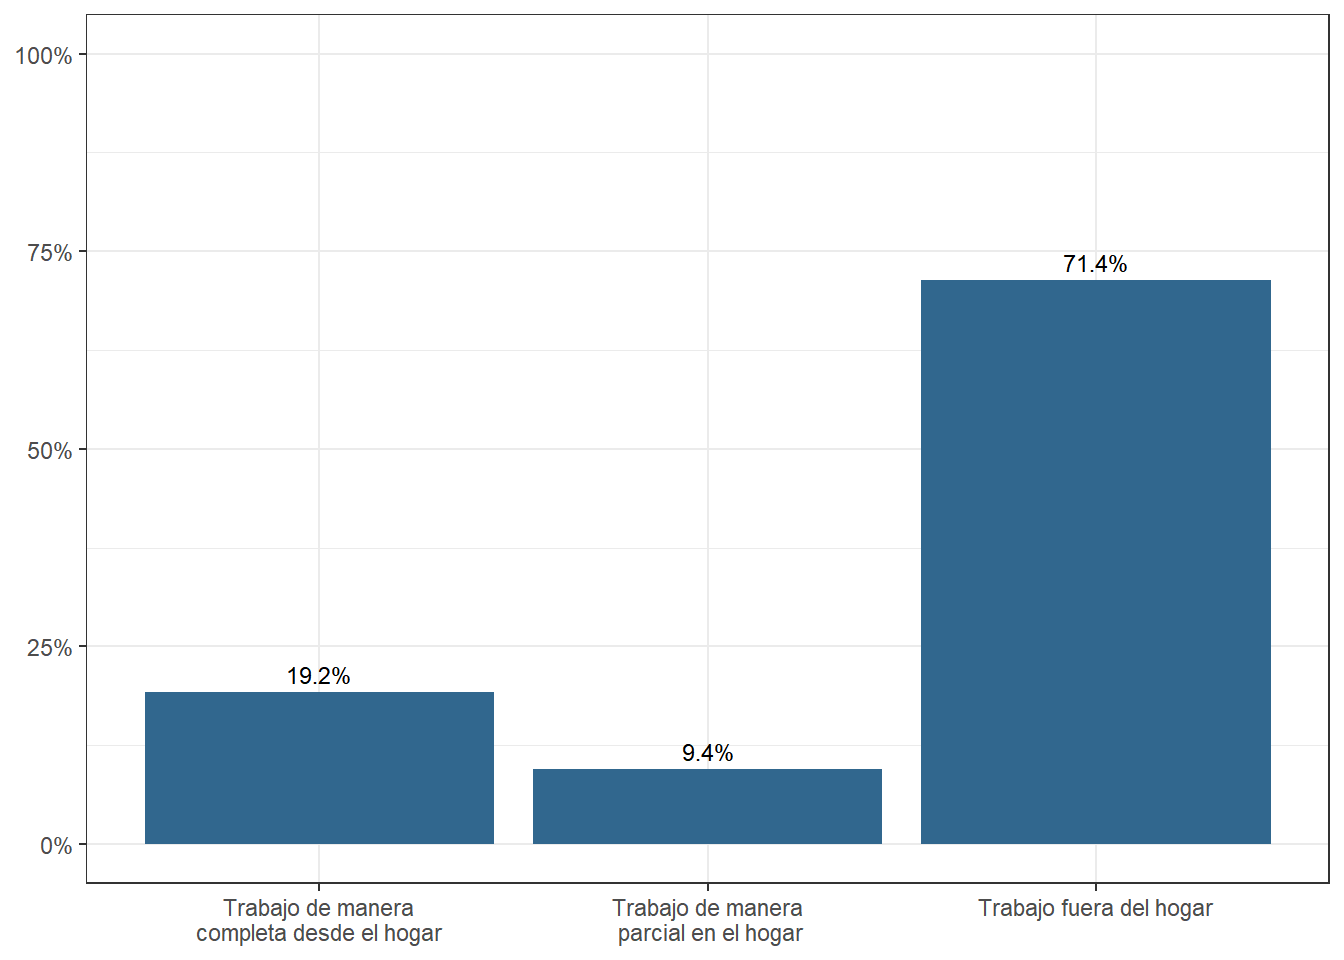 100%
75%
50%
25%
0%
71.4%
19.2%
9.4%
Trabajo de manera
completa desde el hogar
Trabajo de manera
parcial en el hogar
Trabajo fuera del hogar